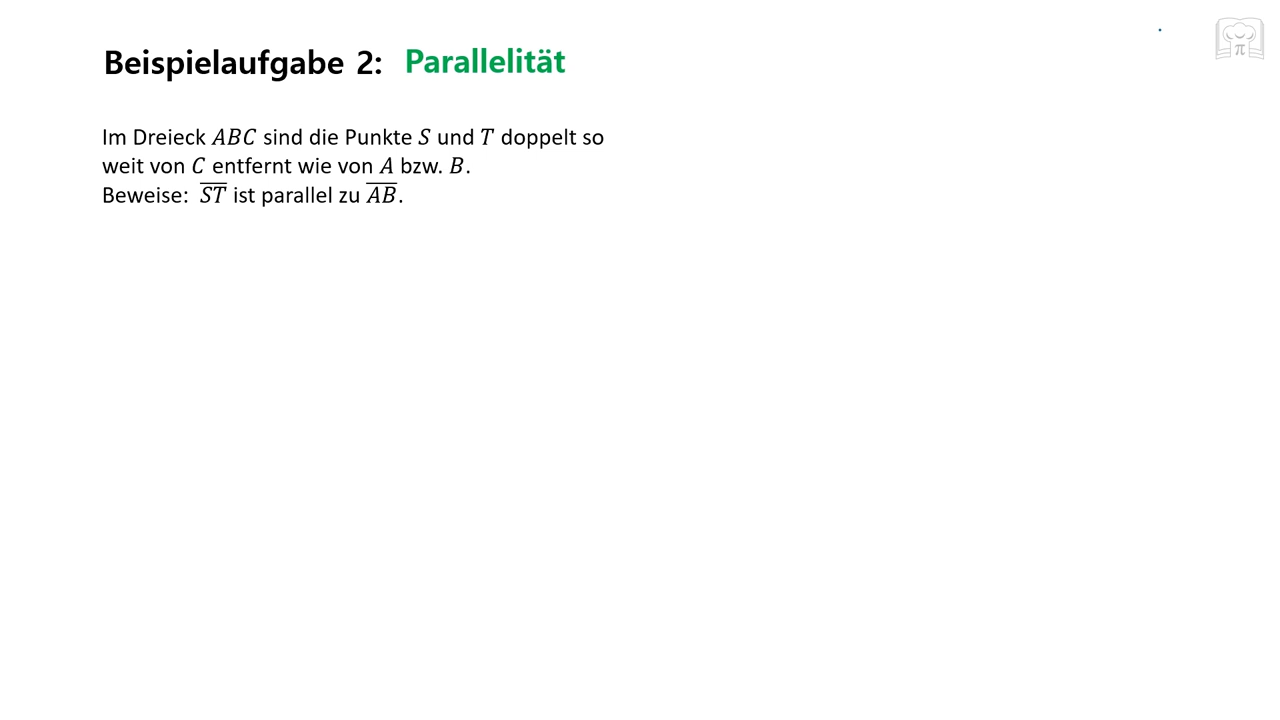 Beispielaufgabe 2: Parallelität
Im Dreieck ABC sind die Punkte S und T doppelt so
weit von C entfernt wie von A bzw. B.
Beweise: S̅T̅ ist parallel zu A̅B̅.
π